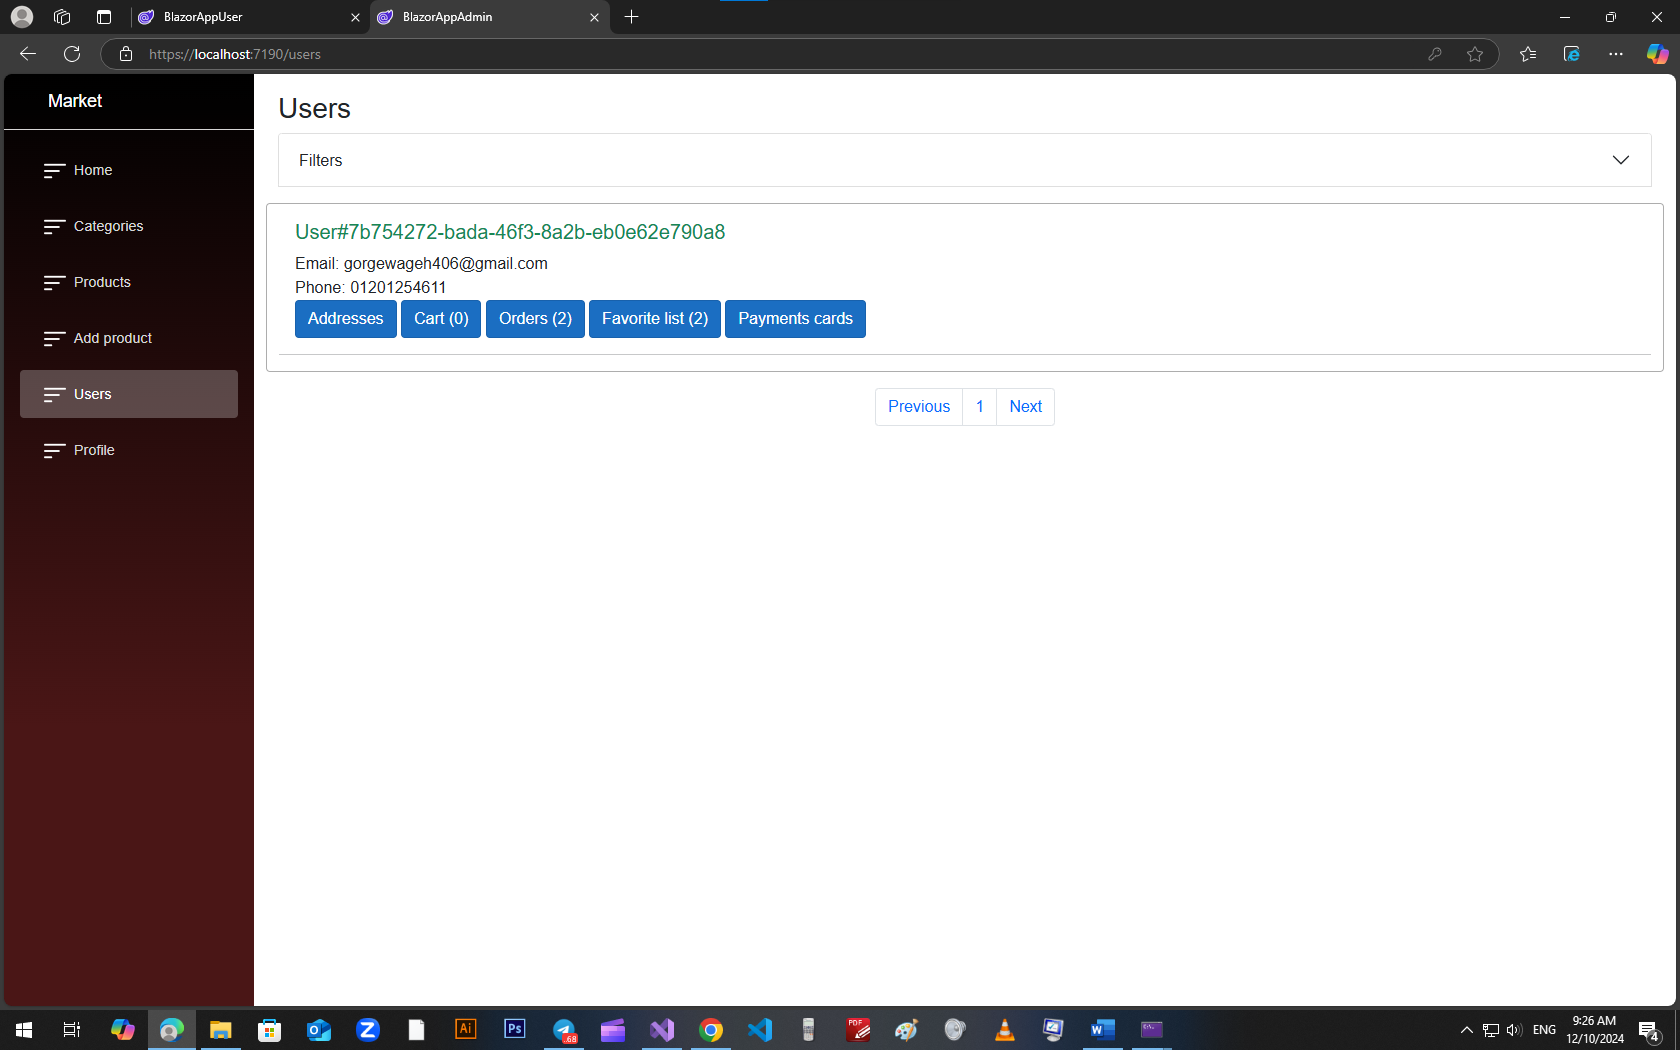 BlazorAppUser
BlazorAppAdmin
https://localhost:7190/users
Market
Home
Categories
Products
Add product
Users
Profile
Users
Filters
User#7b754272-bada-46f3-8a2b-eb0e62e790a8
Email: gorgewageh406@gmail.com
Phone: 01201254611
Addresses Cart (0) Orders (2) Favorite list (2) Payments cards
Previous 1 Next
Ai
Ps
.68
PDF
ENG
9:26 AM
12/10/2024
4